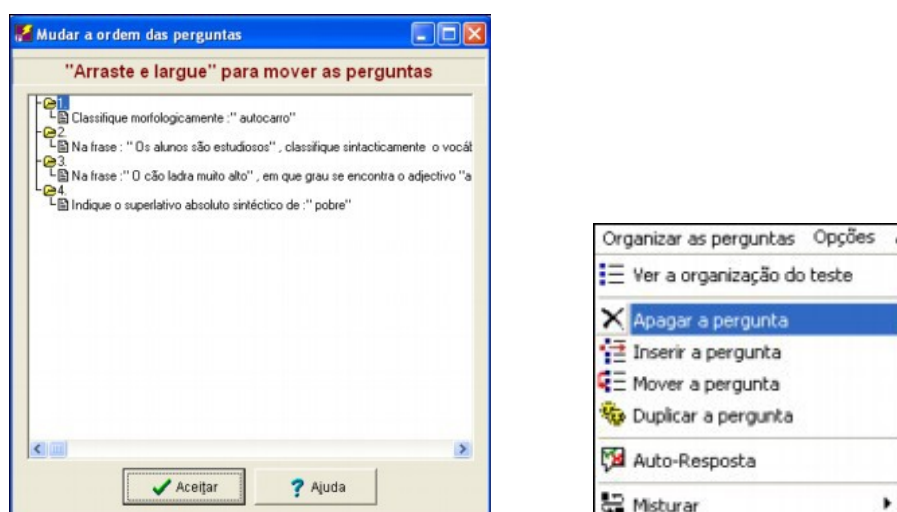 Mudar a ordem das perguntas
"Arraste e largue" para mover as perguntas
1.
Classifique morfologicamente :" autocarro"
2.
Na frase : " Os alunos são estudiosos" , classifique sintacticamente o vocáb
3.
Na frase :" O cão ladra muito alto" , em que grau se encontra o adjectivo "a
4.
Indique o superlativo absoluto sintéctico de :" pobre"
Aceitar
Ajuda
Organizar as perguntas Opções
Ver a organização do teste
Apagar a pergunta
Inserir a pergunta
Mover a pergunta
Duplicar a pergunta
Auto-Resposta
Misturar